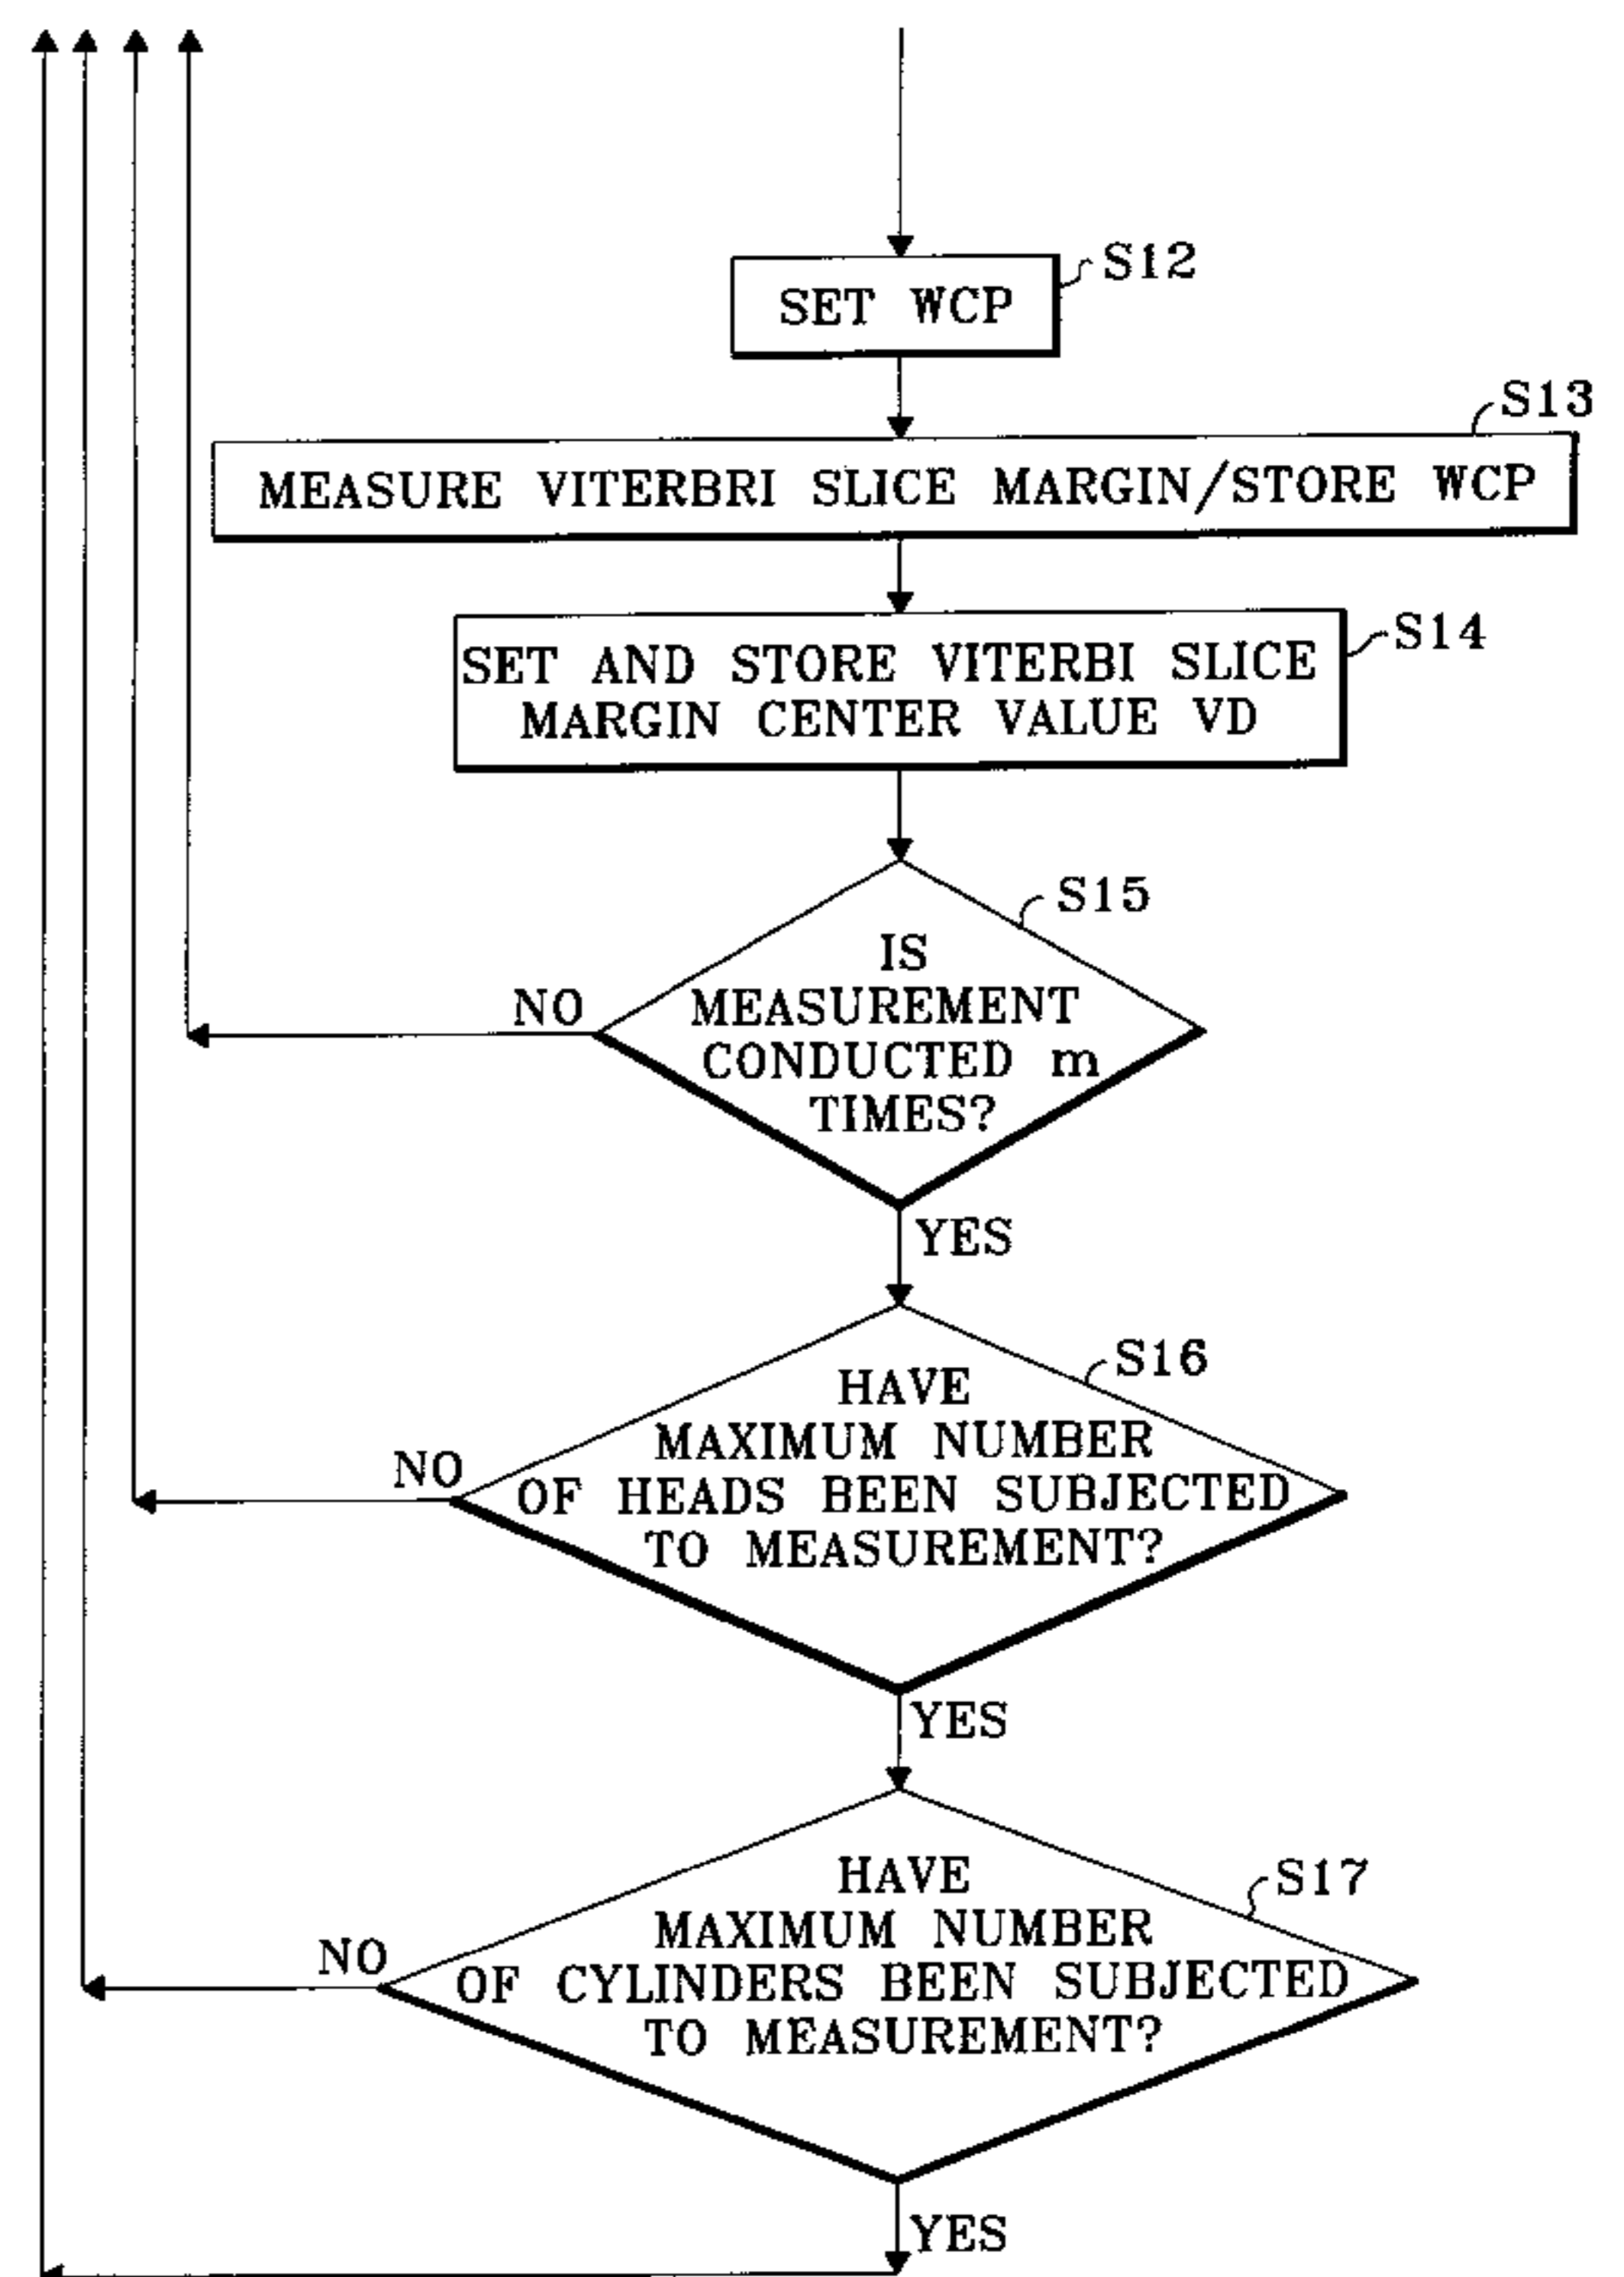 S12
SET WCP
S13
MEASURE VITERBRI SLICE MARGIN/STORE WCP
S14
SET AND STORE VITERBI SLICE
MARGIN CENTER VALUE VD
S15
IS
MEASUREMENT
CONDUCTED m
TIMES?
NO
YES
S16
HAVE
MAXIMUM NUMBER
OF HEADS BEEN SUBJECTED
TO MEASUREMENT?
NO
YES
S17
HAVE
MAXIMUM NUMBER
OF CYLINDERS BEEN SUBJECTED
TO MEASUREMENT?
NO
YES